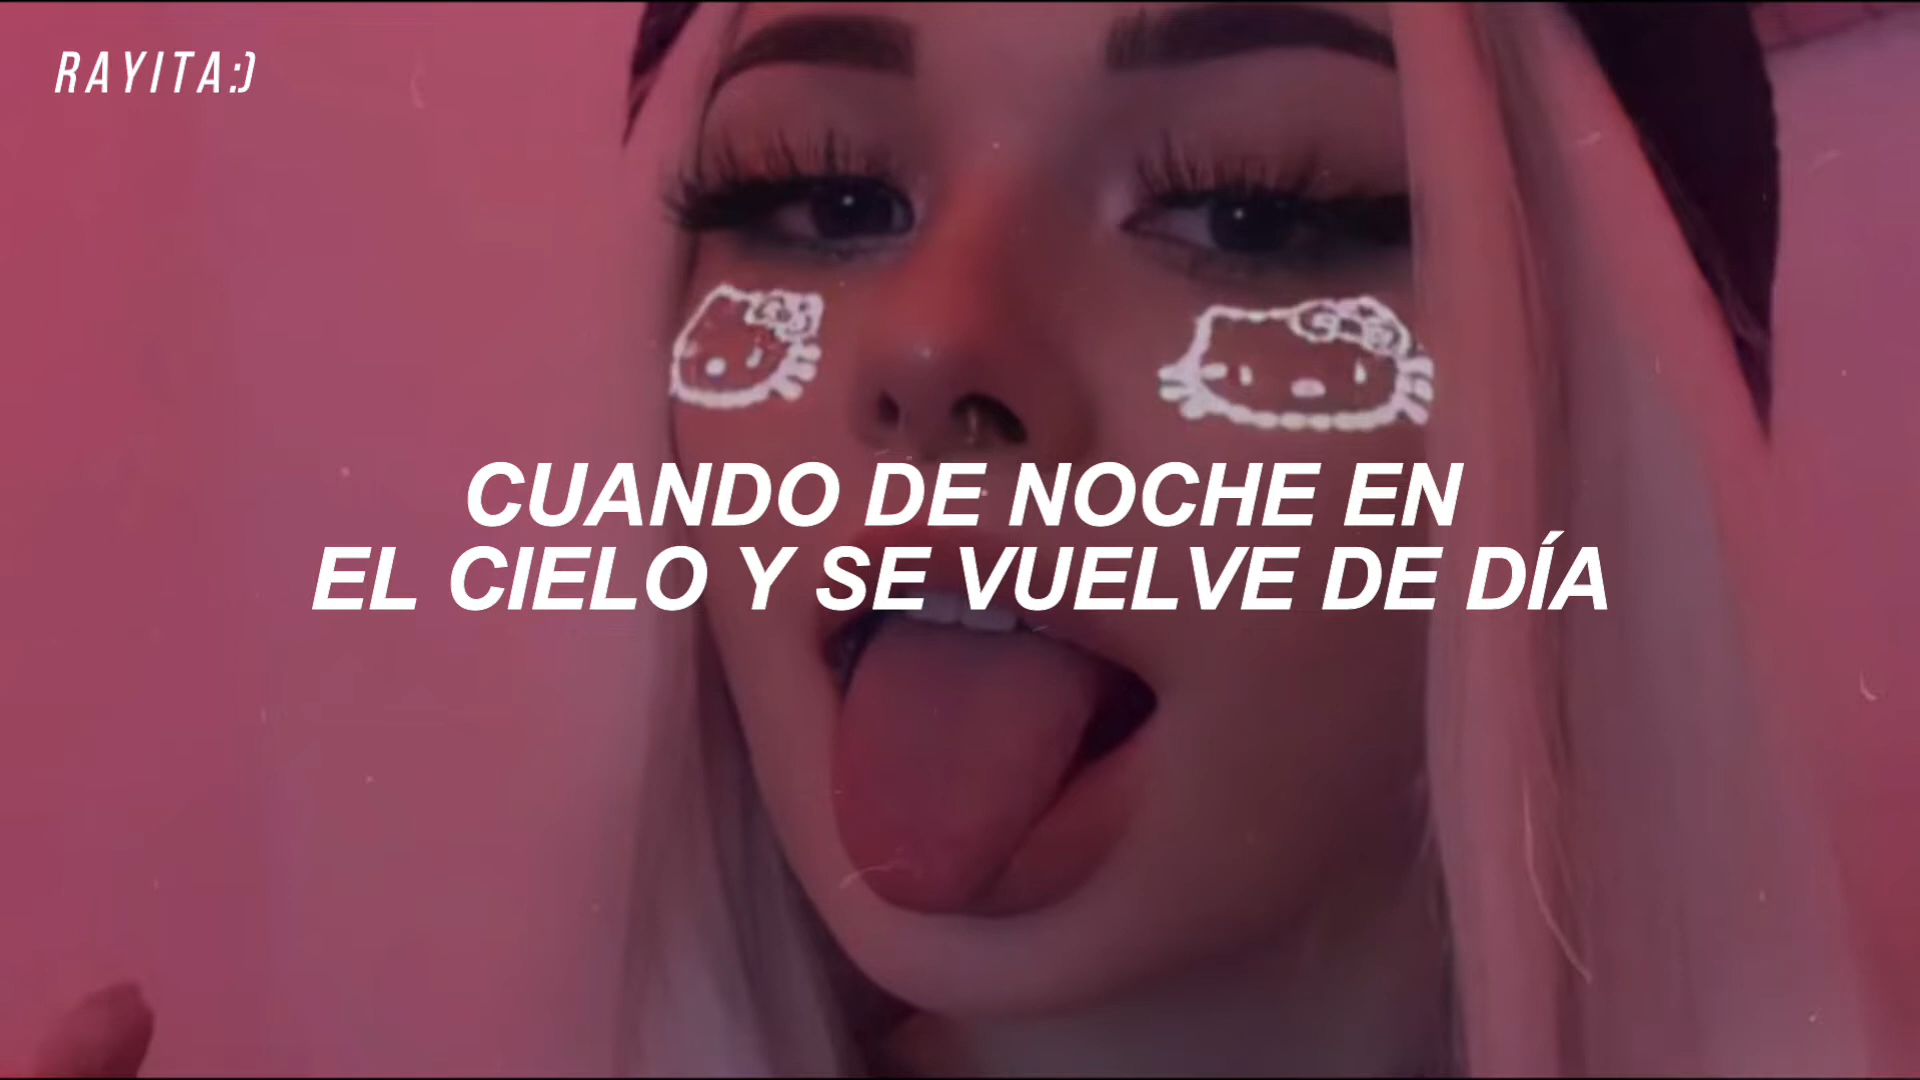 RAYITA:)
CUANDO DE NOCHE EN
EL CIELO Y SE VUELVE DE DÍA